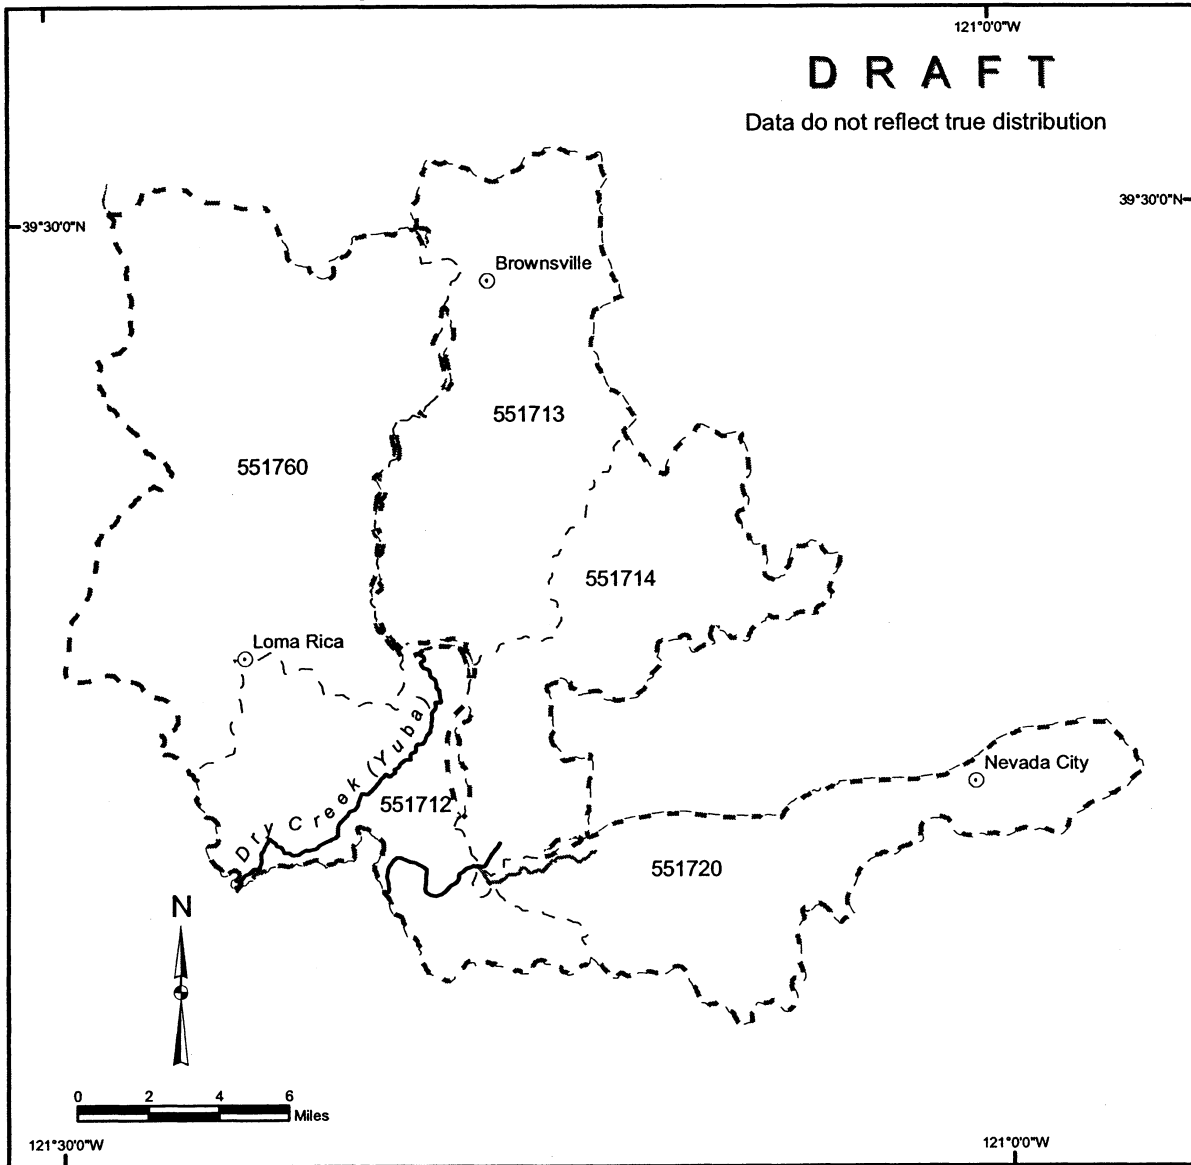 121°0'0"W
D R A F T
Data do not reflect true distribution
39°30'0"N
39°30'0"N
Brownsville
551713
551760
551714
Loma Rica
Dry Creek (Yuba)
Nevada City
551712
551720
N
0 2 4 6
Miles
121°30'0"W
121°0'0"W